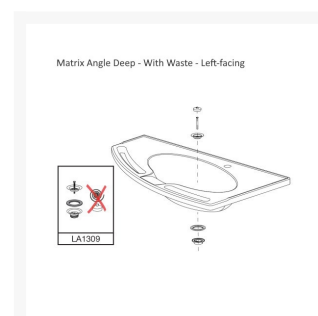 Matrix Angle Deep - With Waste - Left-facing
LA1309